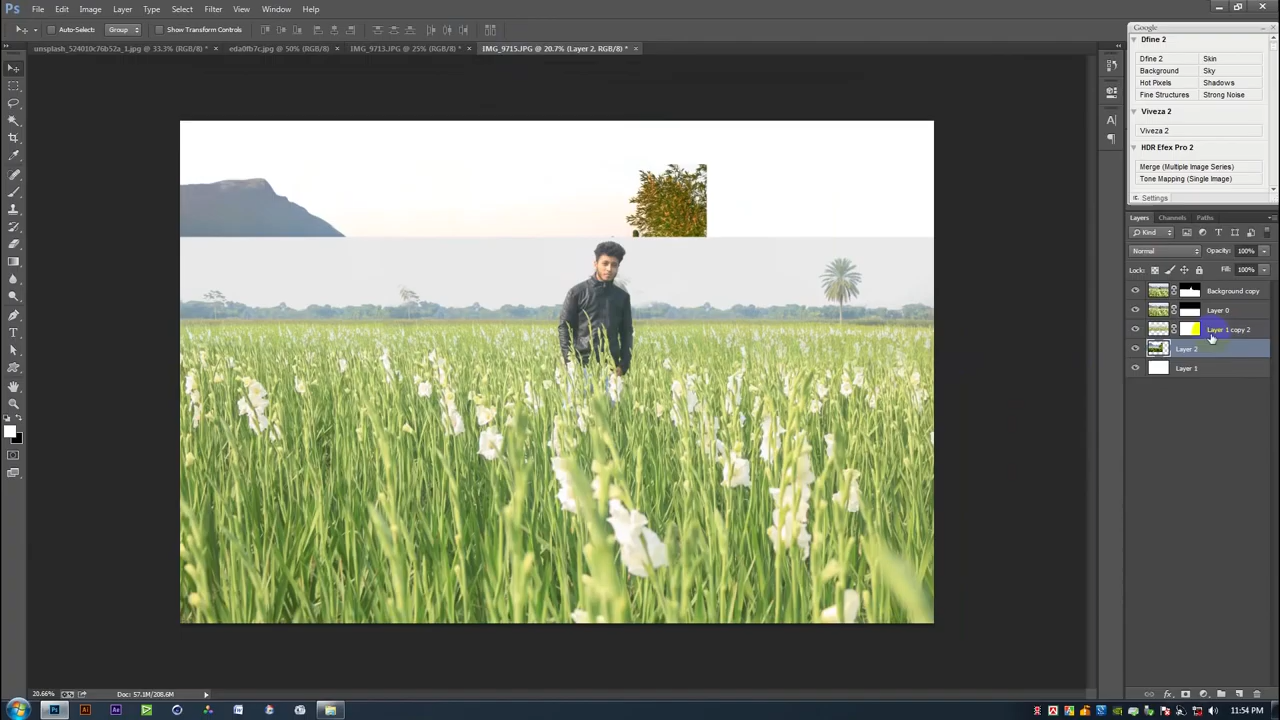 Ps File Edit Image Layer Type Select Filter 3D View Window Help
Auto-Select: Group Show Transform Controls
unsplash_524010c76b52a_1.jpg @ 33.3% (RGB/8) * × eda0fb7c.jpg @ 50% (RGB/8) × IMG_9713.JPG @ 25% (RGB/8) * × IMG_9715.JPG @ 20.7% (Layer 2, RGB/8) * ×
Google
Dfine 2
Dfine 2 Skin
Background Sky
Hot Pixels Shadows
Fine Structures Strong Noise
Viveza 2
Viveza 2
HDR Efex Pro 2
Merge (Multiple Image Series)
Tone Mapping (Single Image)
Settings
Layers Channels Paths
Kind
Normal Opacity: 100%
Lock: Fill: 100%
Background copy
Layer 0
Layer 1 copy 2
Layer 2
Layer 1
20.66% Doc: 57.1M/208.6M
11:54 PM